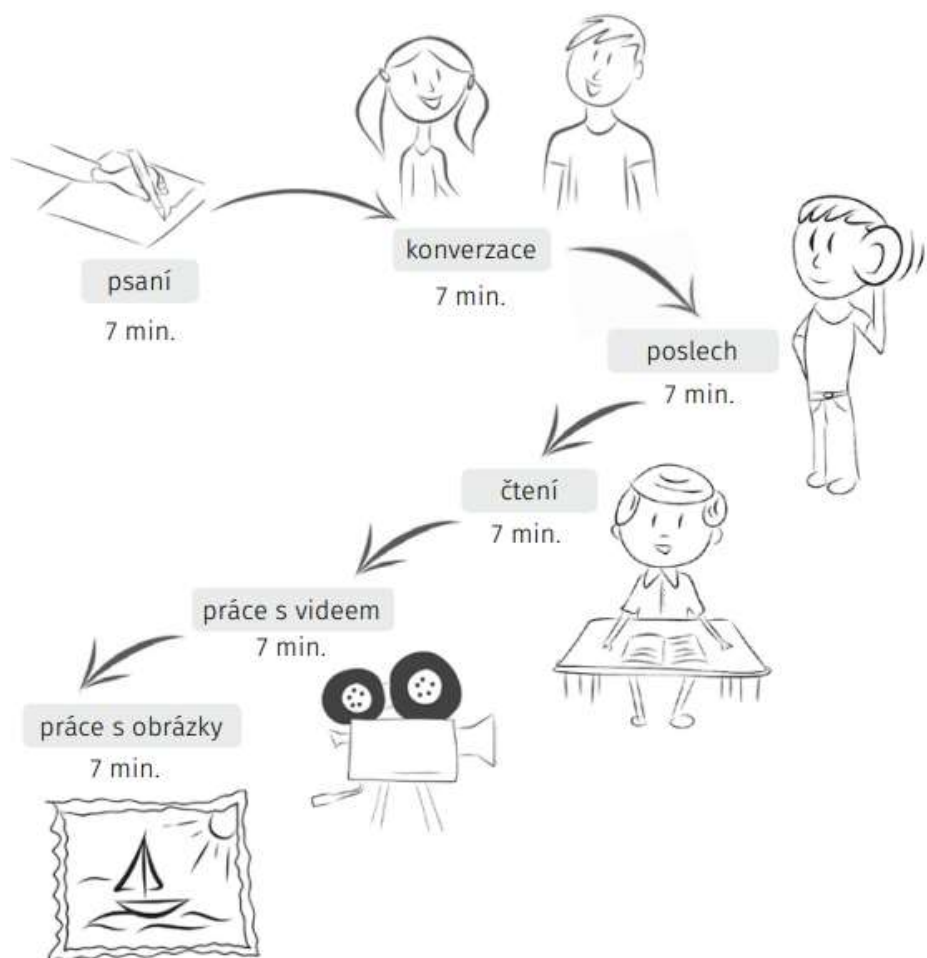 psaní
7 min.
konverzace
7 min.
poslech
7 min.
čtení
7 min.
práce s videem
7 min.
práce s obrázky
7 min.